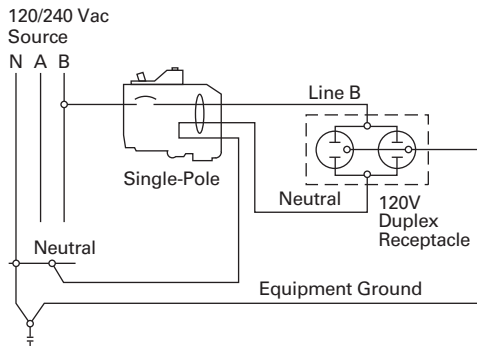 120/240 Vac
Source
N A B
Line B
Single-Pole
Neutral
120V
Duplex
Receptacle
Neutral
Equipment Ground